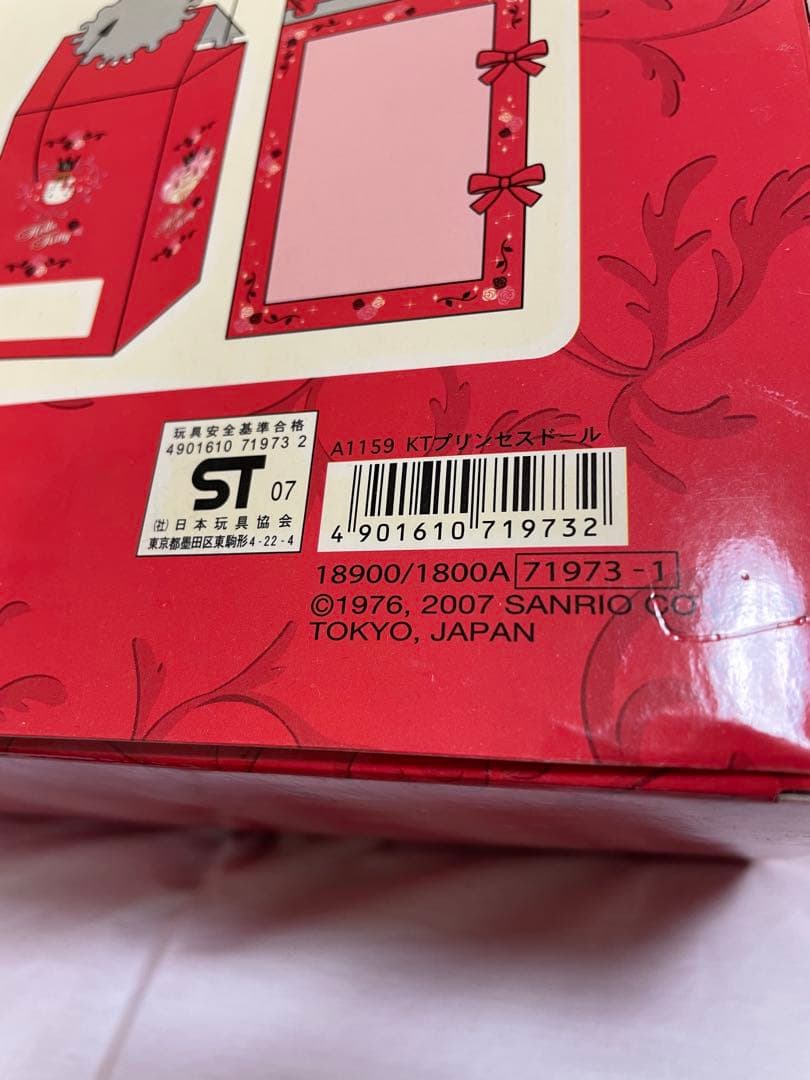 Hello
Kitty
玩具安全基準合格
4901610 71973 2
ST 07
(社)日本玩具協会
東京都墨田区東駒形4-22-4
A1159 KTプリンセスドール
4 901610 719732
18900/1800A 71973-1
©1976, 2007 SANRIO CO
TOKYO, JAPAN